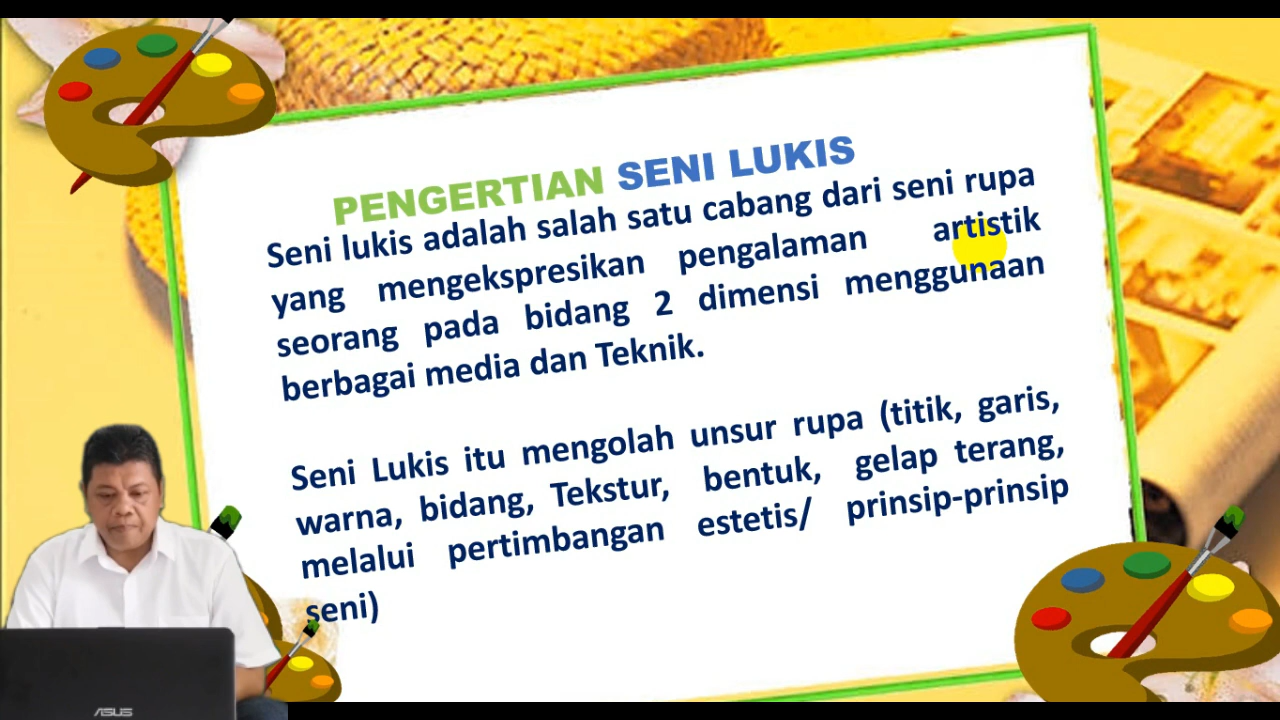 PENGERTIAN SENI LUKIS
Seni lukis adalah salah satu cabang dari seni rupa
yang mengekspresikan pengalaman artistik
seorang pada bidang 2 dimensi menggunaan
berbagai media dan Teknik.
Seni Lukis itu mengolah unsur rupa (titik, garis,
warna, bidang, Tekstur, bentuk, gelap terang,
melalui pertimbangan estetis/ prinsip-prinsip
seni)
ASUS